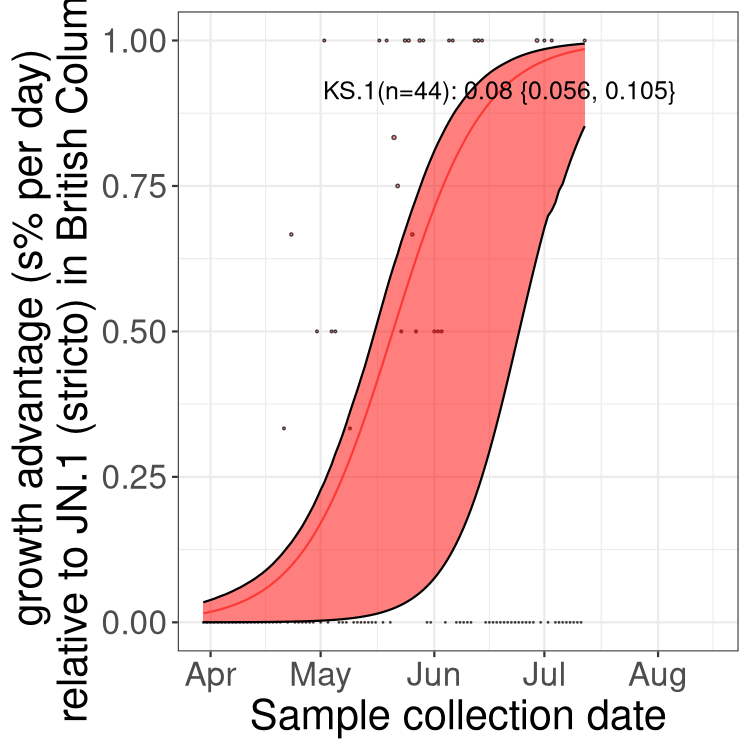 growth advantage (s% per day)
relative to JN.1 (stricto) in British Colum
1.00
0.75
0.50
0.25
0.00
KS.1(n=44): 0.08 {0.056, 0.105}
Apr May Jun Jul Aug
Sample collection date